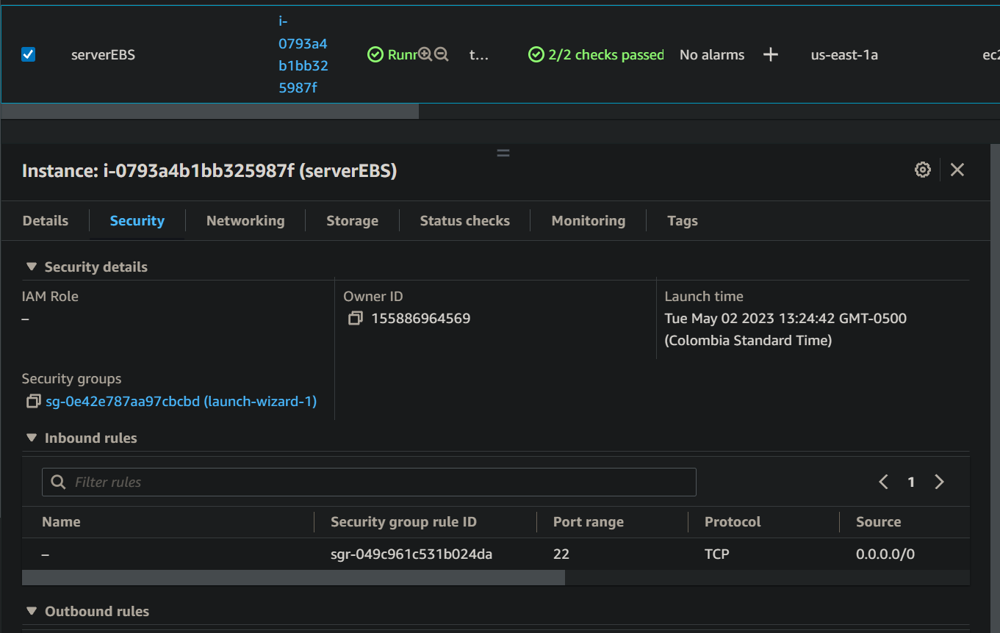 i-
0793a4
b1bb32
5987f
serverEBS
Runr
t...
2/2 checks passed
No alarms
us-east-1a
ec2
Instance: i-0793a4b1bb325987f (serverEBS)
Details
Security
Networking
Storage
Status checks
Monitoring
Tags
Security details
IAM Role
–
Owner ID
155886964569
Launch time
Tue May 02 2023 13:24:42 GMT-0500
(Colombia Standard Time)
Security groups
sg-0e42e787aa97cbcbd (launch-wizard-1)
Inbound rules
Filter rules
1
Name
Security group rule ID
Port range
Protocol
Source
–
sgr-049c961c531b024da
22
TCP
0.0.0.0/0
Outbound rules